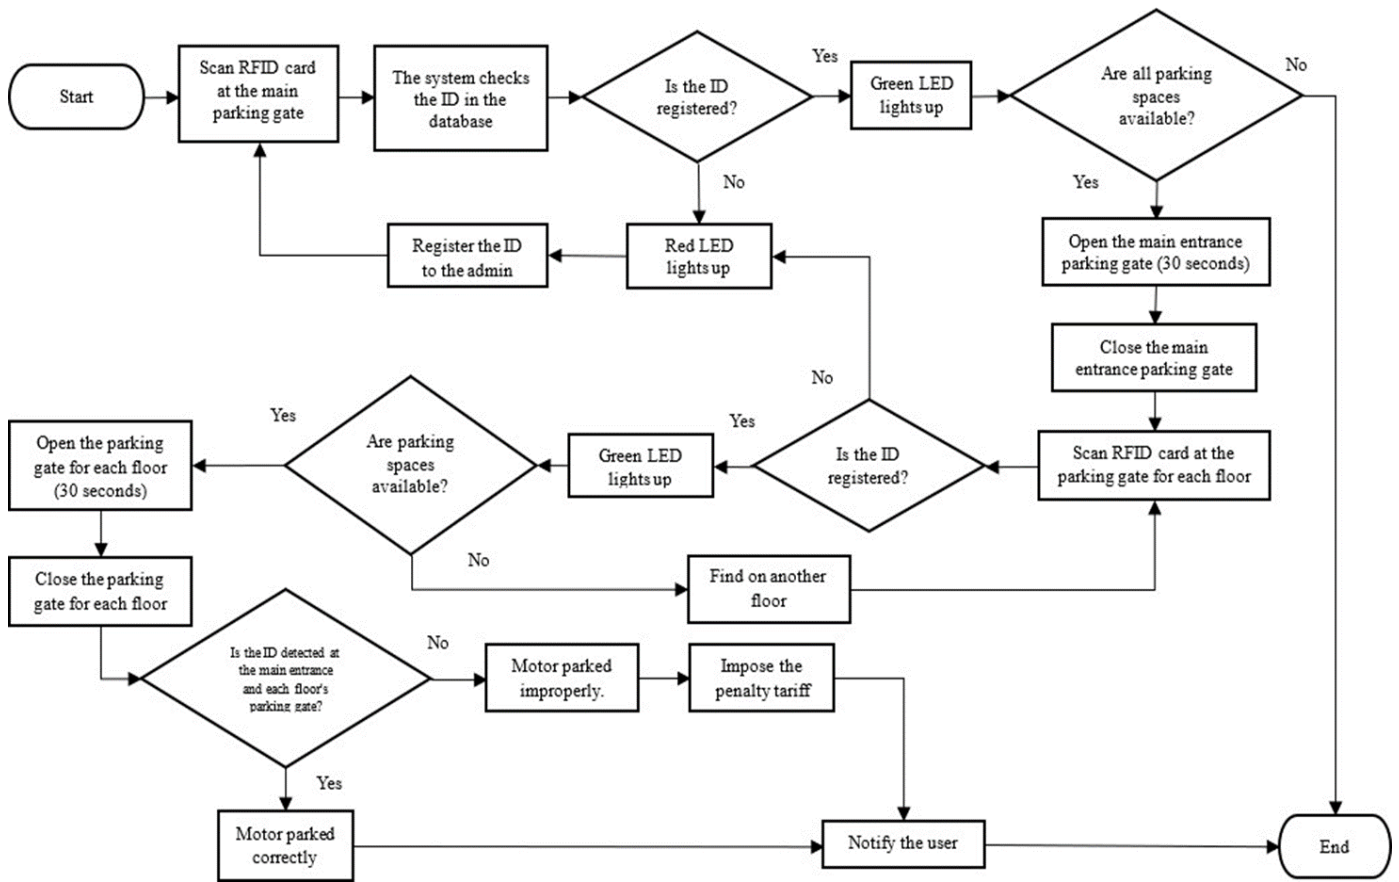 Start
Scan RFID card
at the main
parking gate
The system checks
the ID in the
database
Is the ID
registered?
Yes
Green LED
lights up
Are all parking
spaces
available?
No
No
Yes
Register the ID
to the admin
Red LED
lights up
Open the main entrance
parking gate (30 seconds)
Close the main
entrance parking gate
No
Yes
Open the parking
gate for each floor
(30 seconds)
Are parking
spaces
available?
Green LED
lights up
Yes
Is the ID
registered?
Scan RFID card at the
parking gate for each floor
No
Find on another
floor
Close the parking
gate for each floor
Is the ID detected at
the main entrance
and each floor's
parking gate?
No
Motor parked
improperly.
Impose the
penalty tariff
Yes
Motor parked
correctly
Notify the user
End